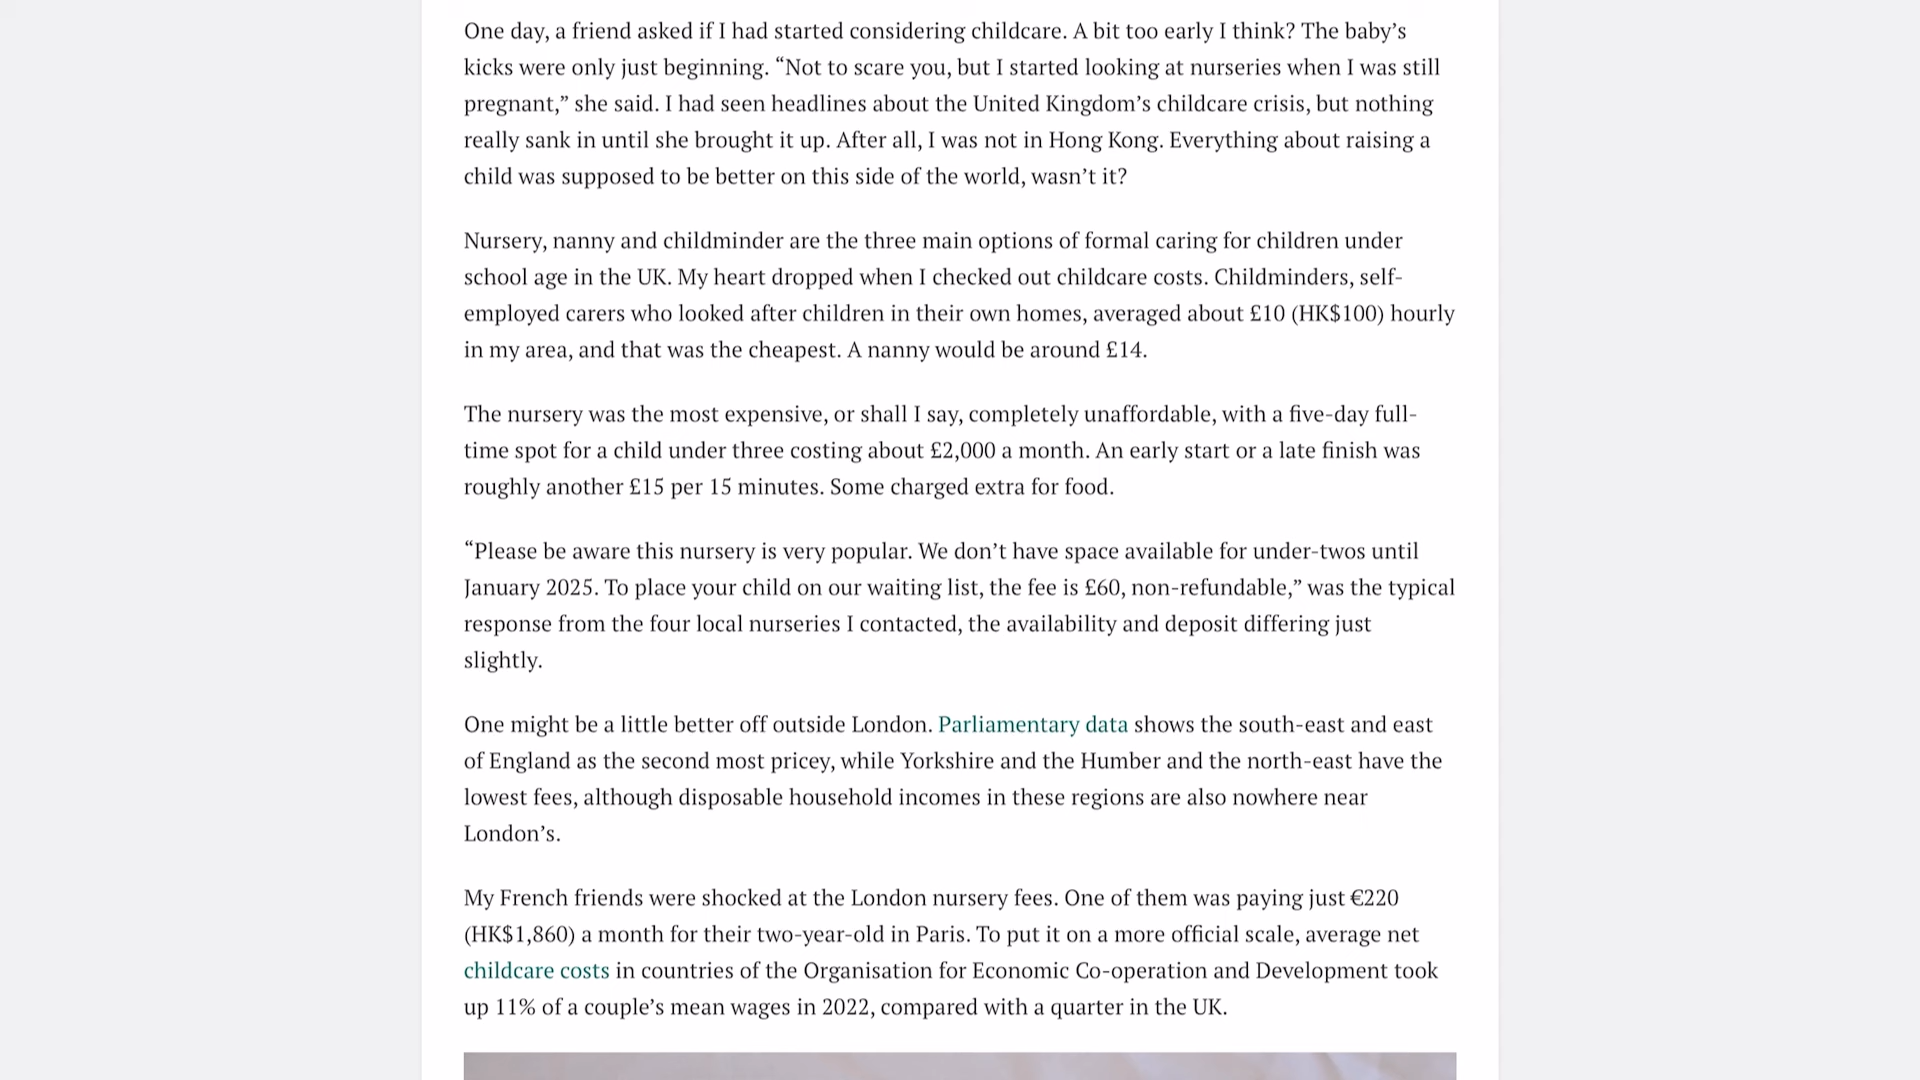 One day, a friend asked if I had started considering childcare. A bit too early I think? The baby’s
kicks were only just beginning. “Not to scare you, but I started looking at nurseries when I was still
pregnant,” she said. I had seen headlines about the United Kingdom’s childcare crisis, but nothing
really sank in until she brought it up. After all, I was not in Hong Kong. Everything about raising a
child was supposed to be better on this side of the world, wasn’t it?
Nursery, nanny and childminder are the three main options of formal caring for children under
school age in the UK. My heart dropped when I checked out childcare costs. Childminders, self-
employed carers who looked after children in their own homes, averaged about £10 (HK$100) hourly
in my area, and that was the cheapest. A nanny would be around £14.
The nursery was the most expensive, or shall I say, completely unaffordable, with a five-day full-
time spot for a child under three costing about £2,000 a month. An early start or a late finish was
roughly another £15 per 15 minutes. Some charged extra for food.
“Please be aware this nursery is very popular. We don’t have space available for under-twos until
January 2025. To place your child on our waiting list, the fee is £60, non-refundable,” was the typical
response from the four local nurseries I contacted, the availability and deposit differing just
slightly.
One might be a little better off outside London. Parliamentary data shows the south-east and east
of England as the second most pricey, while Yorkshire and the Humber and the north-east have the
lowest fees, although disposable household incomes in these regions are also nowhere near
London’s.
My French friends were shocked at the London nursery fees. One of them was paying just €220
(HK$1,860) a month for their two-year-old in Paris. To put it on a more official scale, average net
childcare costs in countries of the Organisation for Economic Co-operation and Development took
up 11% of a couple’s mean wages in 2022, compared with a quarter in the UK.